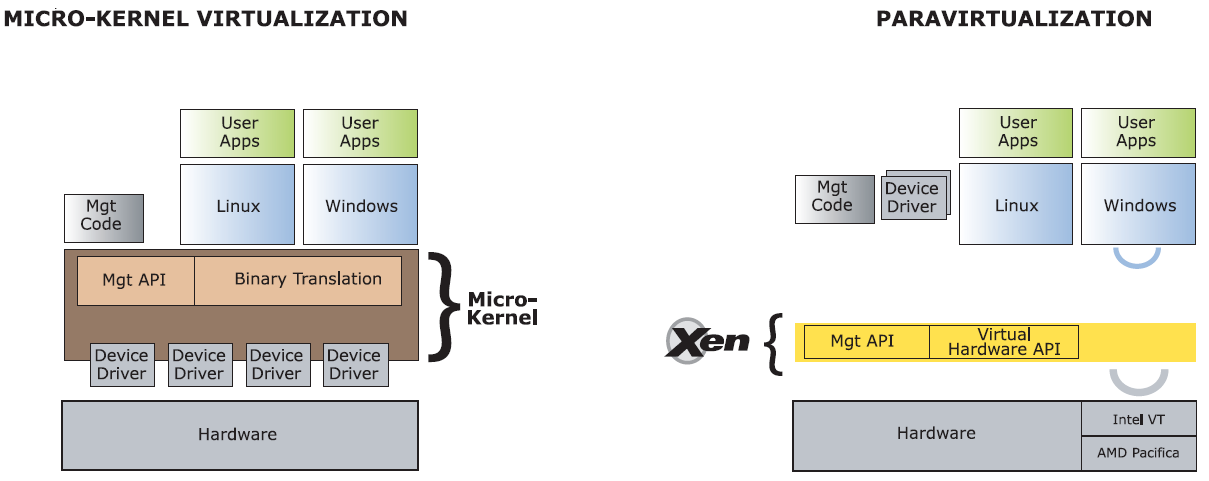 MICRO-KERNEL VIRTUALIZATION
User
Apps
User
Apps
Mgt
Code
Linux
Windows
Mgt API
Binary Translation
Micro-
Kernel
Device
Driver
Device
Driver
Device
Driver
Device
Driver
Hardware
PARAVIRTUALIZATION
User
Apps
User
Apps
Mgt
Code
Device
Driver
Linux
Windows
Xen
Mgt API
Virtual
Hardware API
Hardware
Intel VT
AMD Pacifica